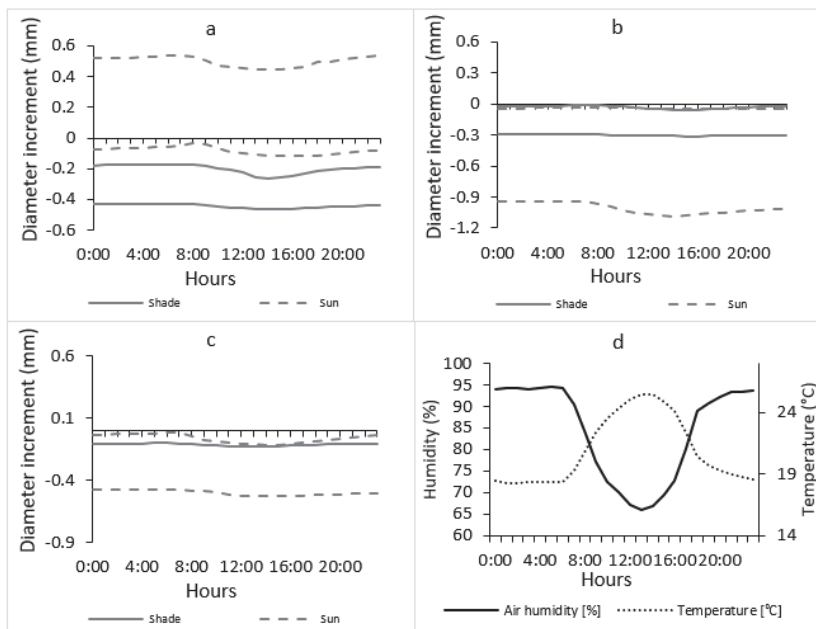 a
Diameter increment (mm)
0.6
0.4
0.2
0
-0.2
-0.4
-0.6
0:00 4:00 8:00 12:00 16:00 20:00
Hours
Shade Sun
b
Diameter increment (mm)
0.6
0.3
0
-0.3
-0.6
-0.9
-1.2
0:00 4:00 8:00 12:00 16:00 20:00
Hours
Shade Sun
c
Diameter increment (mm)
0.6
0.1
-0.4
-0.9
0:00 4:00 8:00 12:00 16:00 20:00
Hours
Shade Sun
d
Humidity (%)
100
95
90
85
80
75
70
65
60
24
19
14
Temperature (°C)
0:00 4:00 8:00 12:00 16:00 20:00
Hours
Air humidity [%] Temperature [°C]